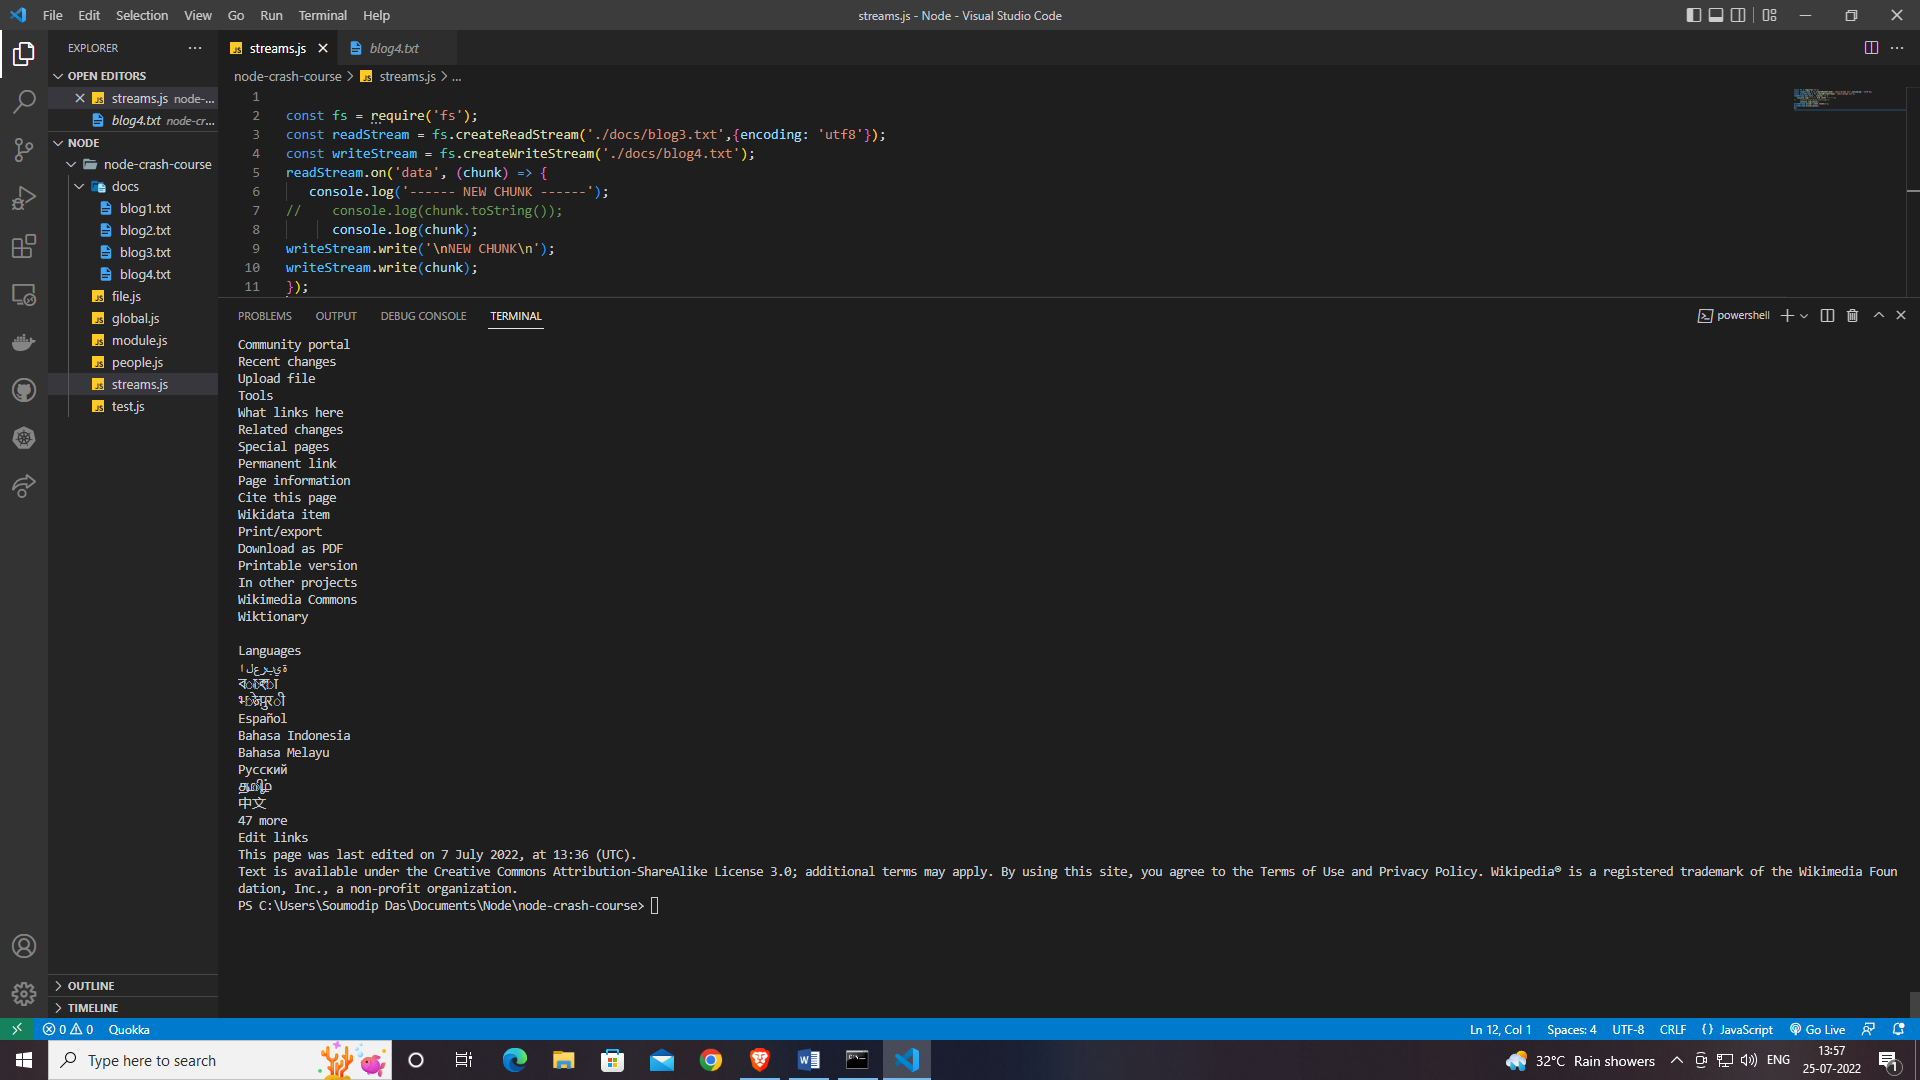 File Edit Selection View Go Run Terminal Help
streams.js - Node - Visual Studio Code
EXPLORER
OPEN EDITORS
streams.js node-...
blog4.txt node-cr...
NODE
node-crash-course
docs
blog1.txt
blog2.txt
blog3.txt
blog4.txt
file.js
global.js
module.js
people.js
streams.js
test.js
OUTLINE
TIMELINE
streams.js
blog4.txt
node-crash-course > streams.js > ...
1
2 const fs = require('fs');
3 const readStream = fs.createReadStream('./docs/blog3.txt',{encoding: 'utf8'});
4 const writeStream = fs.createWriteStream('./docs/blog4.txt');
5 readStream.on('data', (chunk) => {
6 console.log('------ NEW CHUNK ------');
7 // console.log(chunk.toString());
8 console.log(chunk);
9 writeStream.write('\nNEW CHUNK\n');
10 writeStream.write(chunk);
11 });
PROBLEMS OUTPUT DEBUG CONSOLE TERMINAL
powershell
Community portal
Recent changes
Upload file
Tools
What links here
Related changes
Special pages
Permanent link
Page information
Cite this page
Wikidata item
Print/export
Download as PDF
Printable version
In other projects
Wikimedia Commons
Wiktionary
Languages
العربية
Español
Bahasa Indonesia
Bahasa Melayu
Русский
தமிழ்
中文
47 more
Edit links
This page was last edited on 7 July 2022, at 13:36 (UTC).
Text is available under the Creative Commons Attribution-ShareAlike License 3.0; additional terms may apply. By using this site, you agree to the Terms of Use and Privacy Policy. Wikipedia® is a registered trademark of the Wikimedia Foun
dation, Inc., a non-profit organization.
PS C:\Users\Soumodip Das\Documents\Node\node-crash-course>
0 0 Quokka
Ln 12, Col 1 Spaces: 4 UTF-8 CRLF {} JavaScript Go Live
Type here to search
32°C Rain showers
ENG
13:57
25-07-2022
1